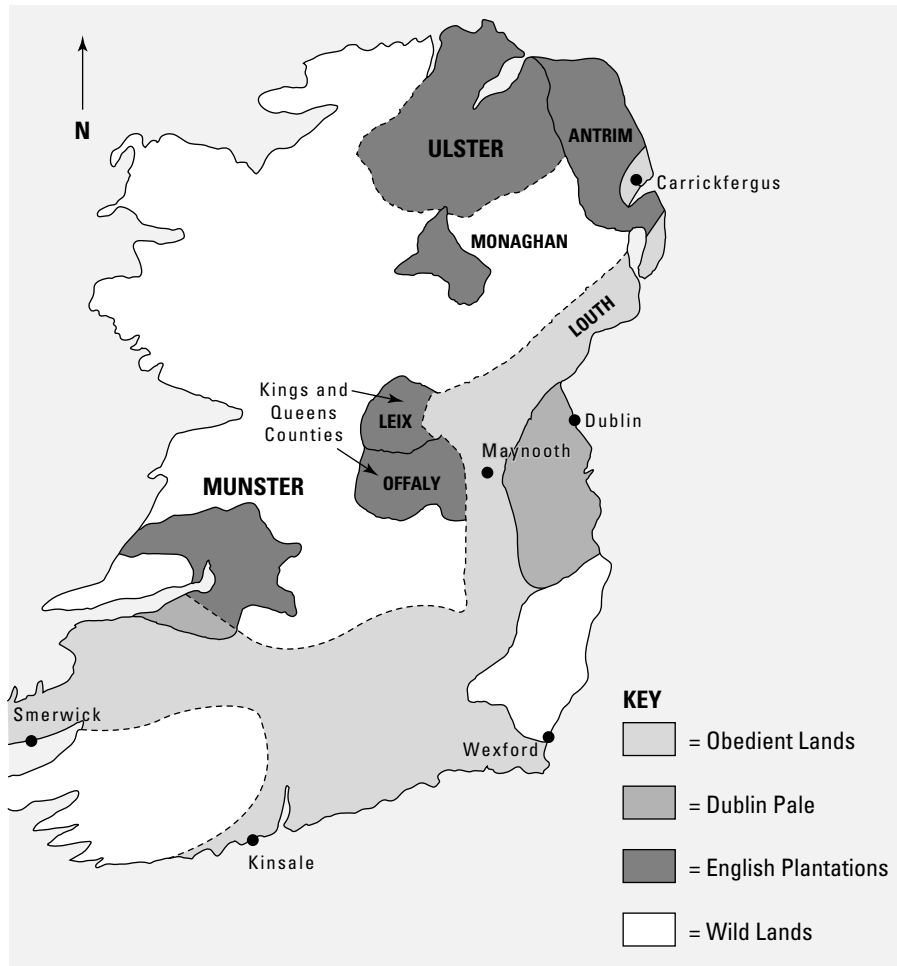 N
ULSTER
ANTRIM
Carrickfergus
MONAGHAN
LOUTH
Kings and
Queens
Counties
LEIX
Dublin
Maynooth
OFFALY
MUNSTER
Smerwick
Wexford
Kinsale
KEY
= Obedient Lands
= Dublin Pale
= English Plantations
= Wild Lands